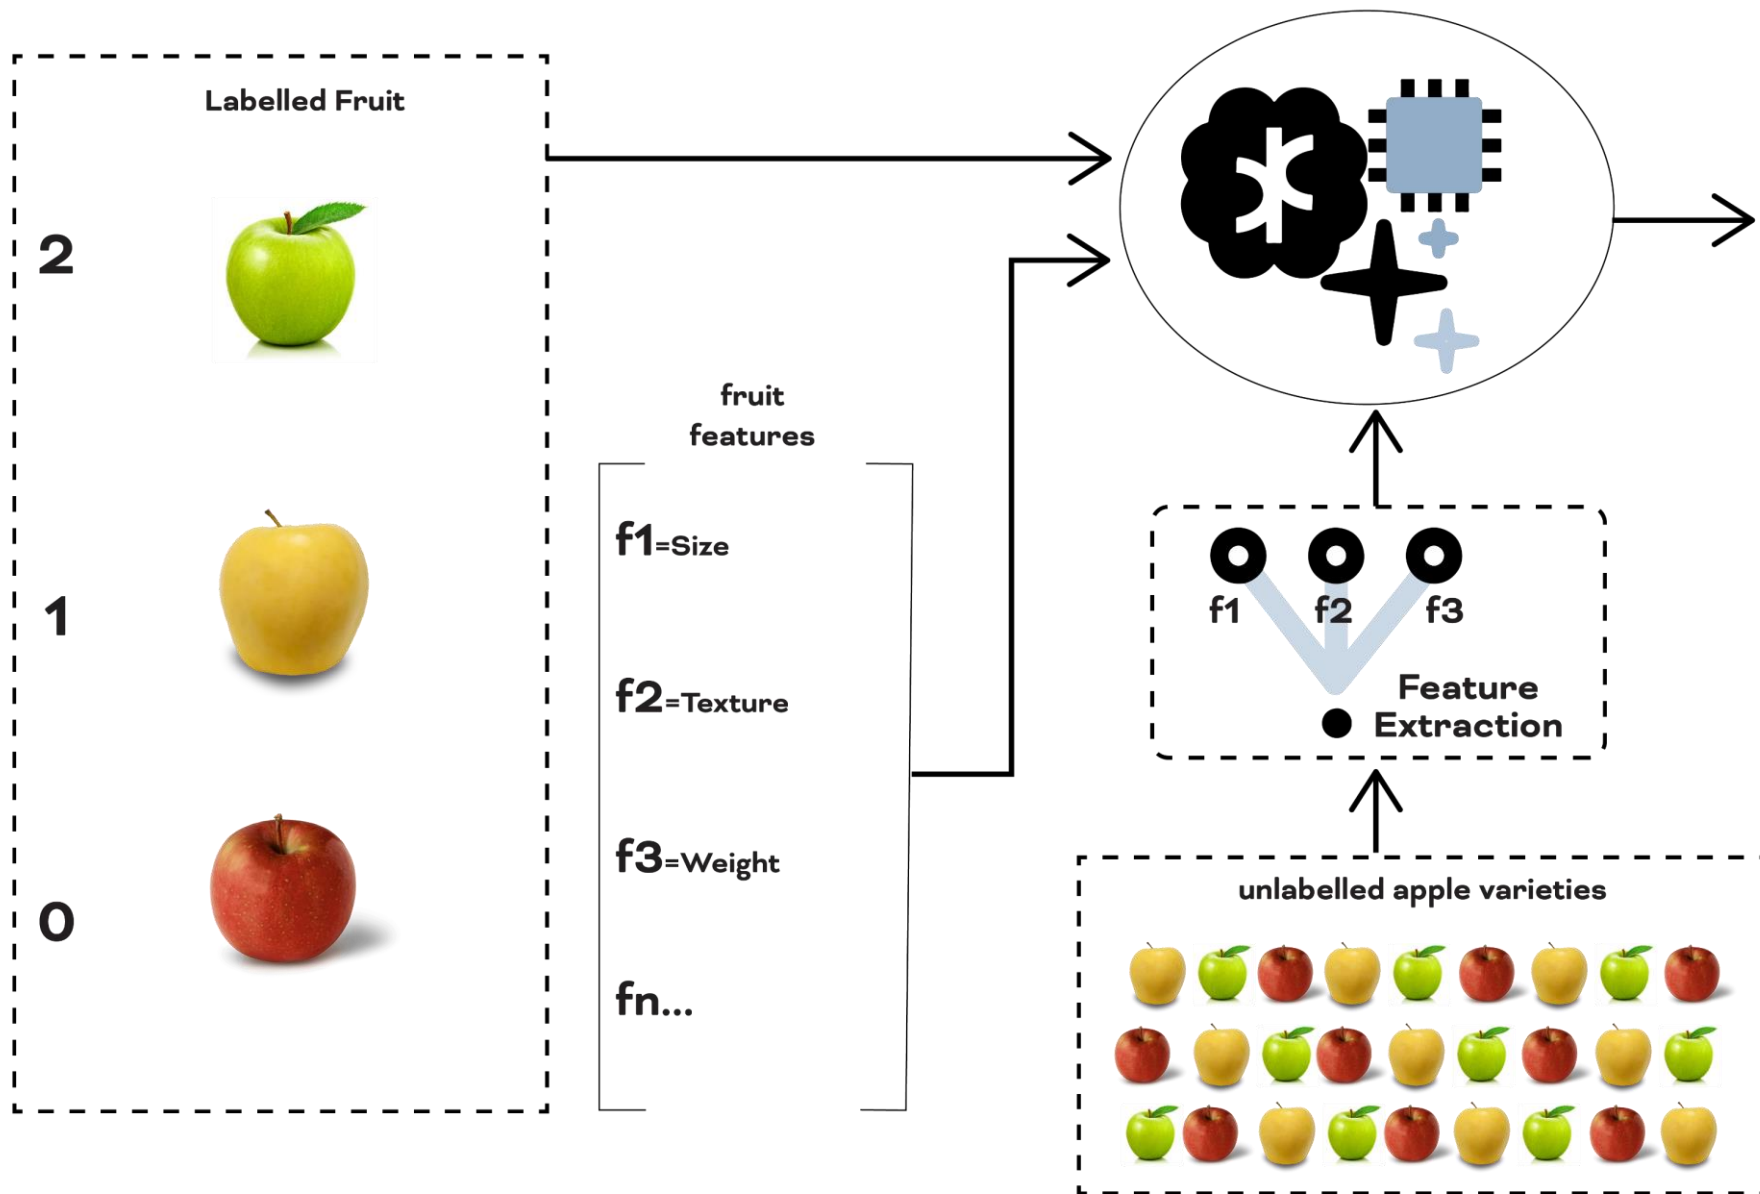 Labelled Fruit
2
1
0
fruit
features
f1=Size
f2=Texture
f3=Weight
fn...
f1 f2 f3
Feature
Extraction
unlabelled apple varieties